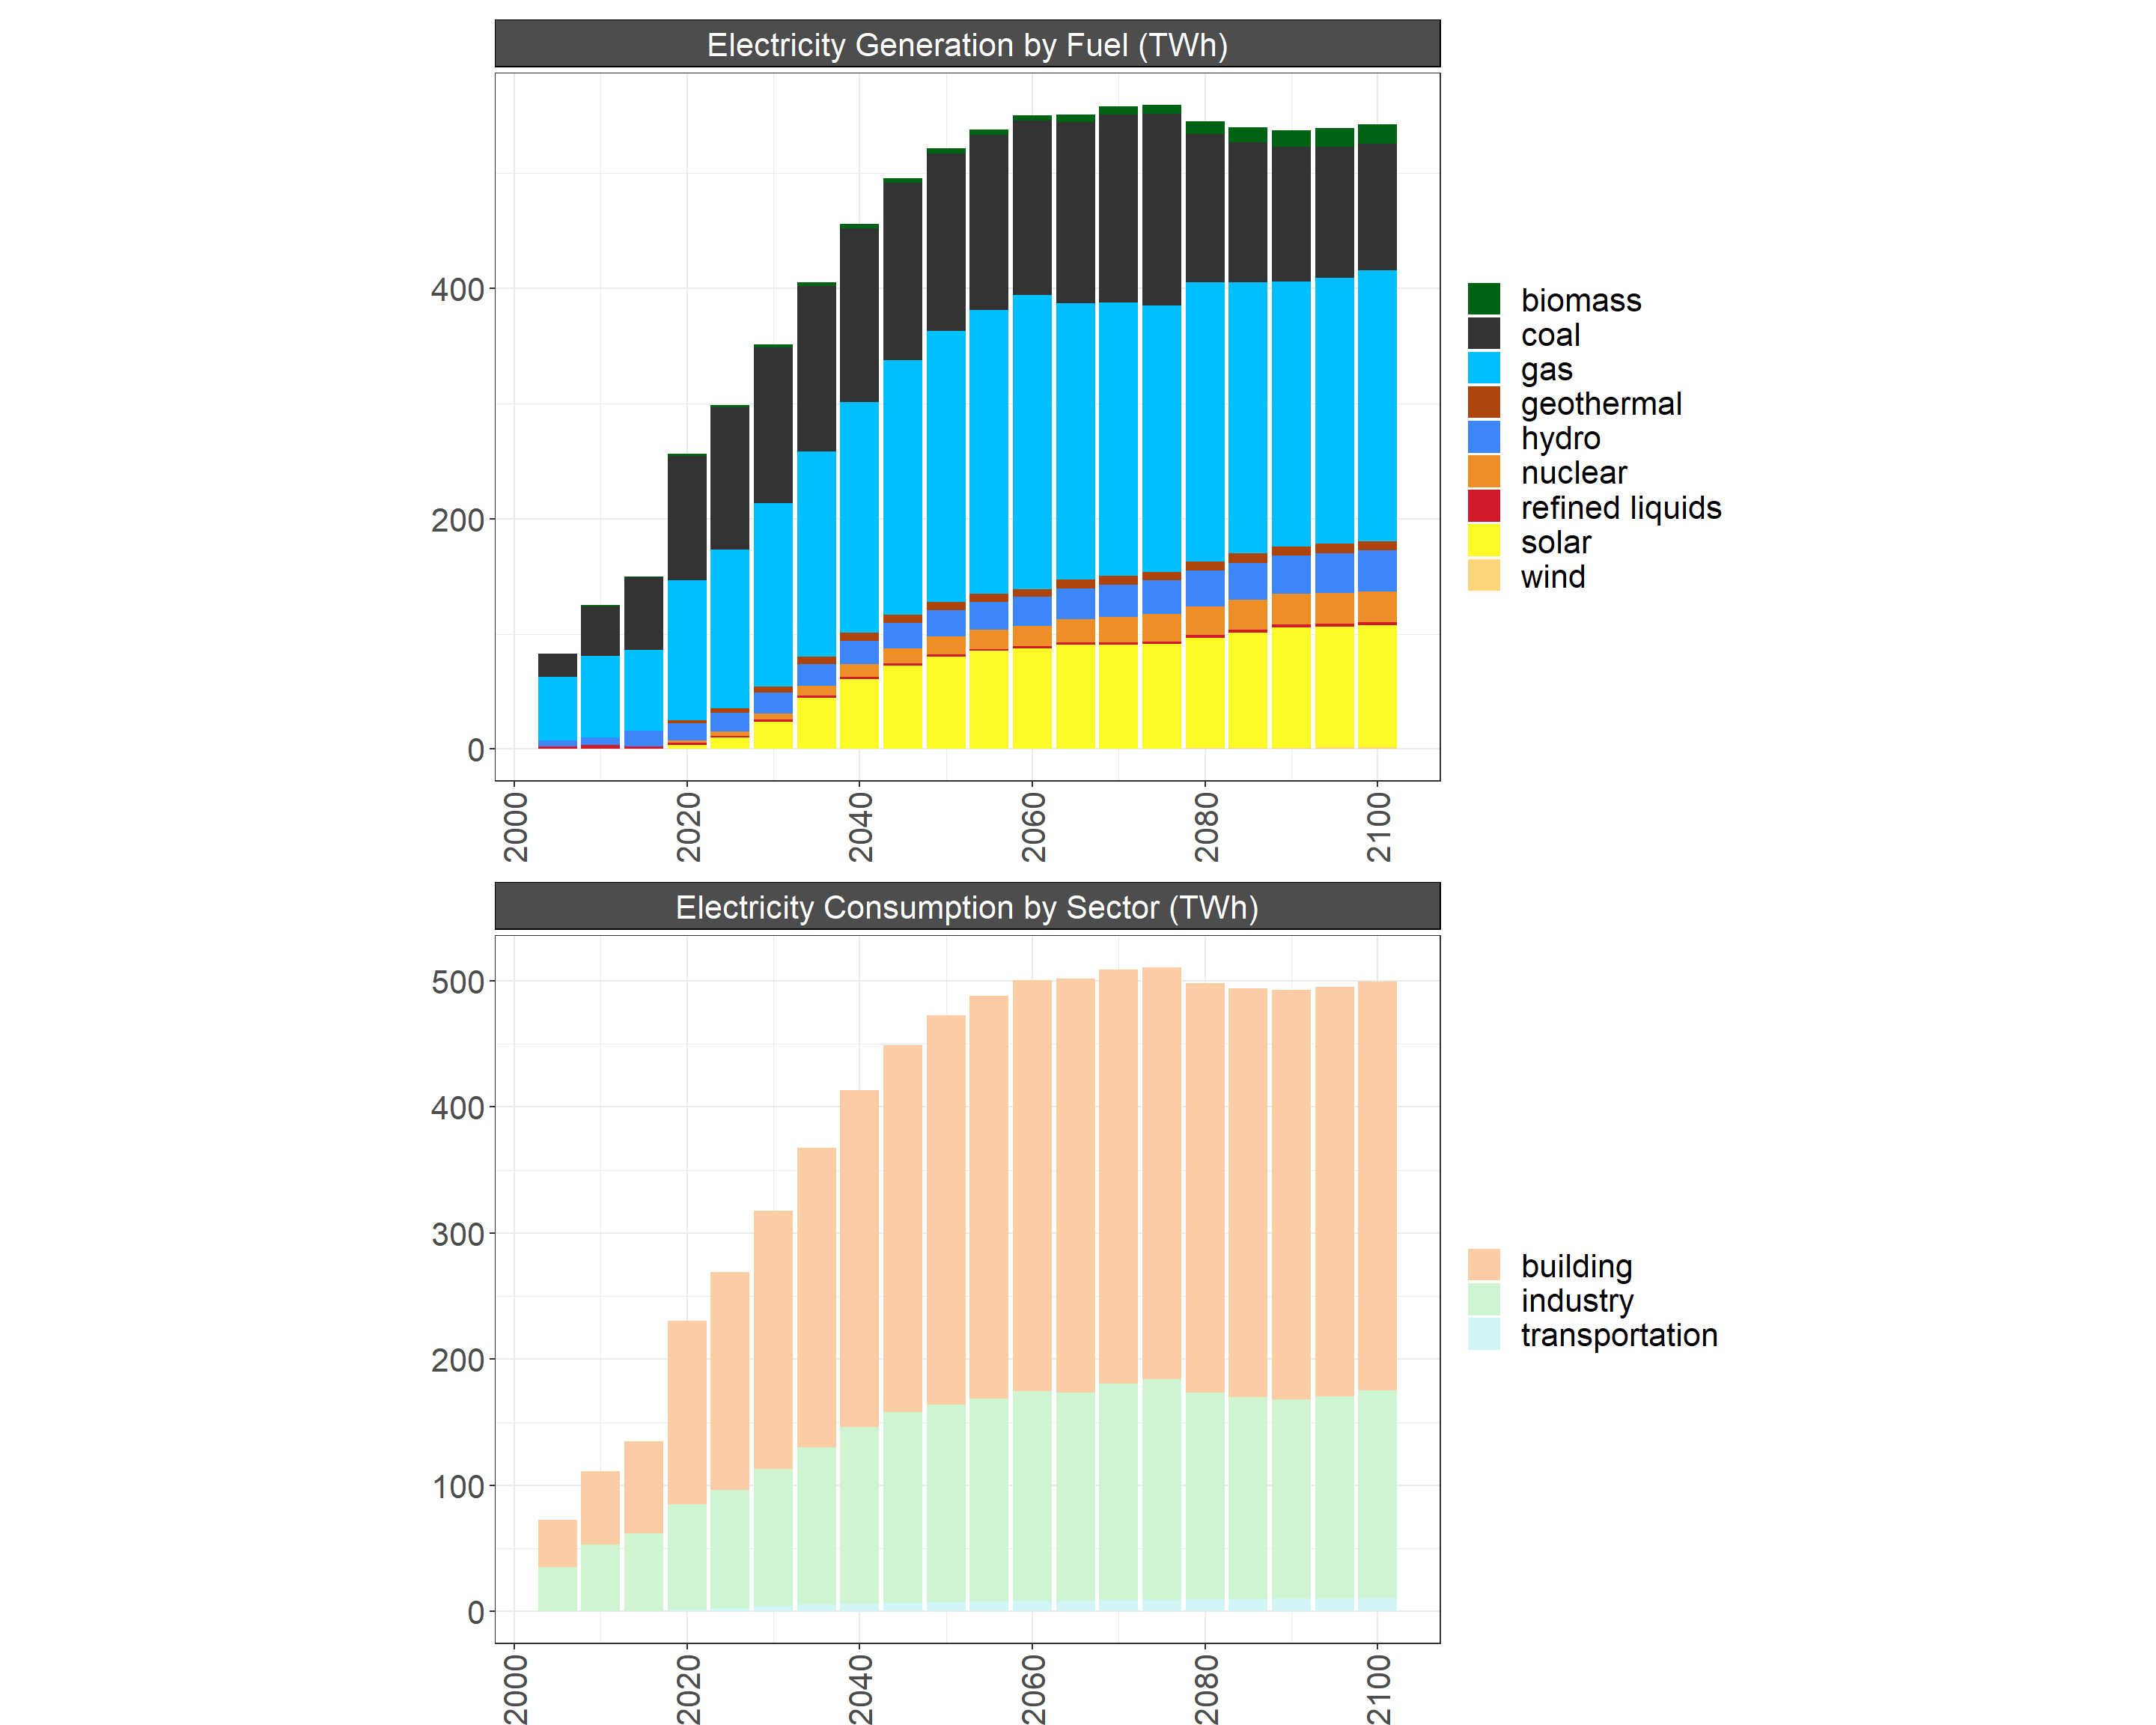 Electricity Generation by Fuel (TWh)
400
200
0
2000 2020 2040 2060 2080 2100
biomass
coal
gas
geothermal
hydro
nuclear
refined liquids
solar
wind
Electricity Consumption by Sector (TWh)
500
400
300
200
100
0
2000 2020 2040 2060 2080 2100
building
industry
transportation